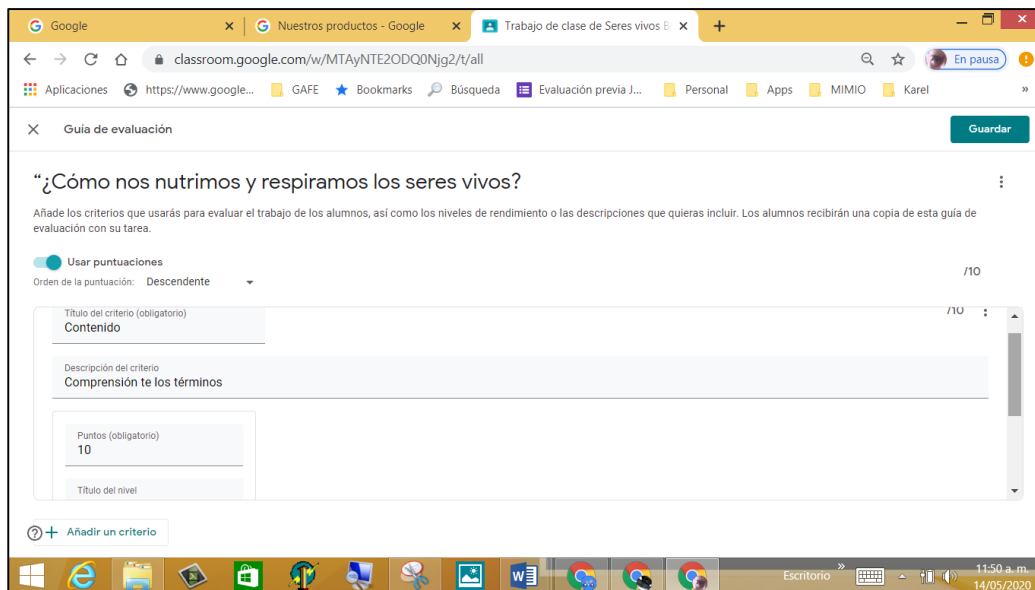 Google
Nuestros productos - Google
Trabajo de clase de Seres vivos B
classroom.google.com/w/MTAyNTE2ODQ0Njg2/t/all
En pausa
Aplicaciones
https://www.google...
GAFE
Bookmarks
Búsqueda
Evaluación previa J...
Personal
Apps
MIMIO
Karel
»
Guía de evaluación
Guardar
“¿Cómo nos nutrimos y respiramos los seres vivos?
Añade los criterios que usarás para evaluar el trabajo de los alumnos, así como los niveles de rendimiento o las descripciones que quieras incluir. Los alumnos recibirán una copia de esta guía de
evaluación con su tarea.
Usar puntuaciones
/10
Orden de la puntuación: Descendente
Título del criterio (obligatorio)
/10
Contenido
Descripción del criterio
Comprensión te los términos
Puntos (obligatorio)
10
Título del nivel
+ Añadir un criterio
Escritorio »
11:50 a. m.
14/05/2020